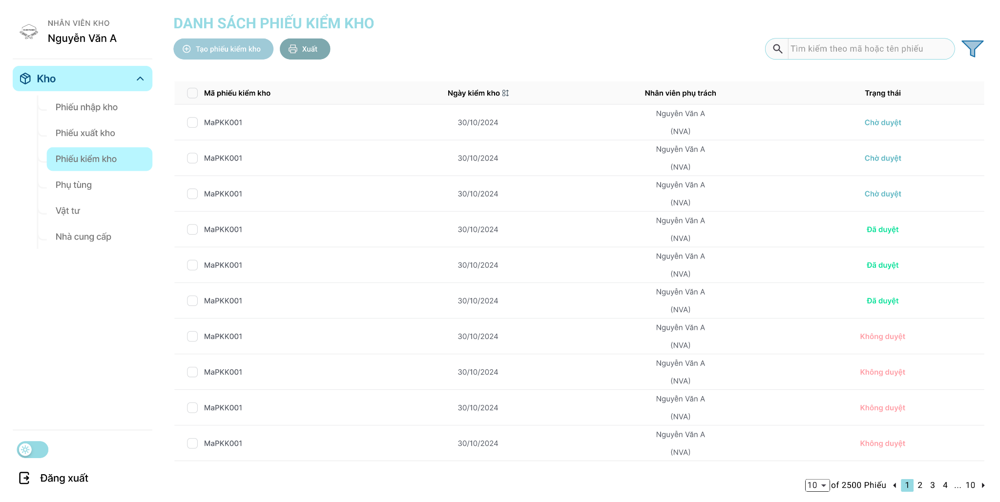 NHÂN VIÊN KHO
Nguyễn Văn A
Kho
Phiếu nhập kho
Phiếu xuất kho
Phiếu kiểm kho
Phụ tùng
Vật tư
Nhà cung cấp
Đăng xuất
DANH SÁCH PHIẾU KIỂM KHO
Tạo phiếu kiểm kho
Xuất
Tìm kiếm theo mã hoặc tên phiếu
Mã phiếu kiểm kho Ngày kiểm kho Nhân viên phụ trách Trạng thái
MaPKK001 30/10/2024 Nguyễn Văn A (NVA) Chờ duyệt
MaPKK001 30/10/2024 Nguyễn Văn A (NVA) Chờ duyệt
MaPKK001 30/10/2024 Nguyễn Văn A (NVA) Chờ duyệt
MaPKK001 30/10/2024 Nguyễn Văn A (NVA) Đã duyệt
MaPKK001 30/10/2024 Nguyễn Văn A (NVA) Đã duyệt
MaPKK001 30/10/2024 Nguyễn Văn A (NVA) Đã duyệt
MaPKK001 30/10/2024 Nguyễn Văn A (NVA) Không duyệt
MaPKK001 30/10/2024 Nguyễn Văn A (NVA) Không duyệt
MaPKK001 30/10/2024 Nguyễn Văn A (NVA) Không duyệt
MaPKK001 30/10/2024 Nguyễn Văn A (NVA) Không duyệt
10 of 2500 Phiếu 1 2 3 4 ... 10